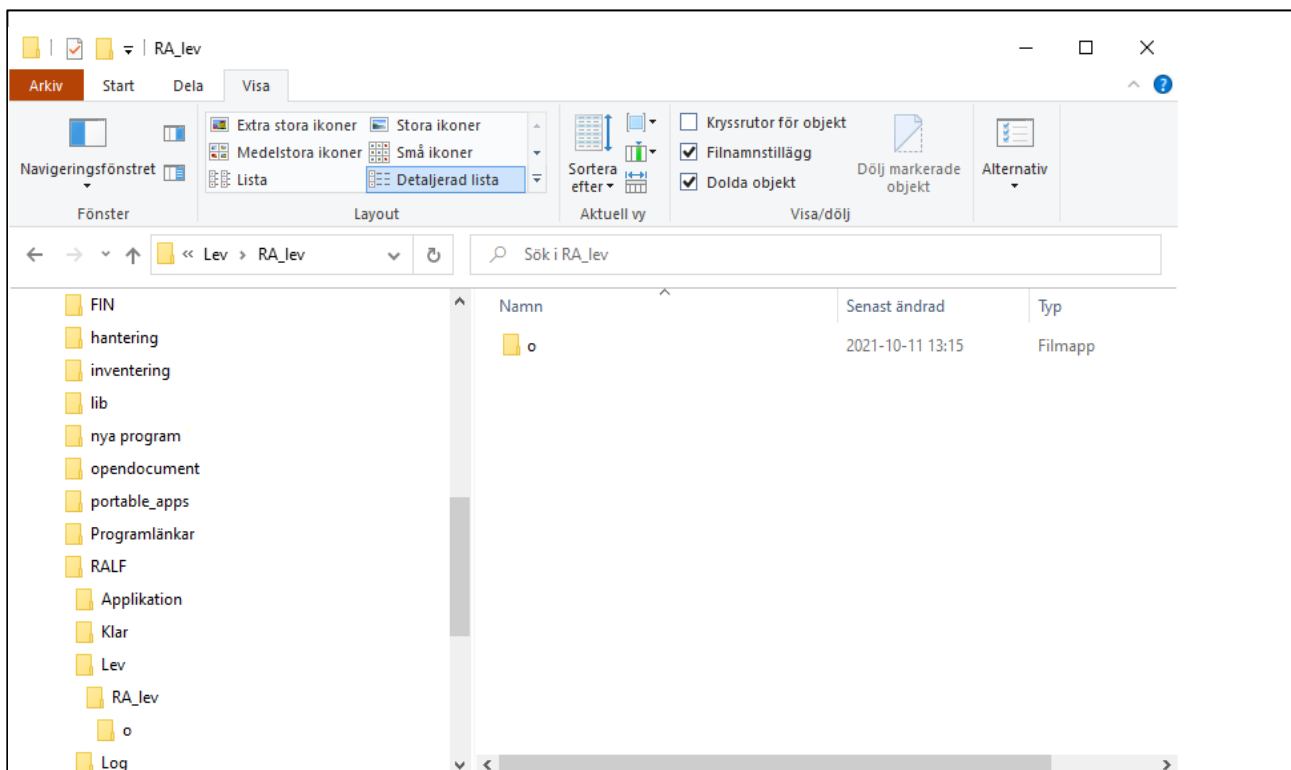 RA_lev
Arkiv Start Dela Visa
Extra stora ikoner Stora ikoner
Medelstora ikoner Små ikoner
Lista Detaljerad lista
Navigeringsfönstret
Sortera efter
Kryssrutor för objekt
Filnamnstillägg
Dolda objekt
Dölj markerade
objekt
Alternativ
Fönster Layout Aktuell vy Visa/dölj
« Lev > RA_lev Sök i RA_lev
FIN
hantering
inventering
lib
nya program
opendocument
portable_apps
Programlänkar
RALF
Applikation
Klar
Lev
RA_lev
o
Log
Namn Senast ändrad Typ
o 2021-10-11 13:15 Filmapp